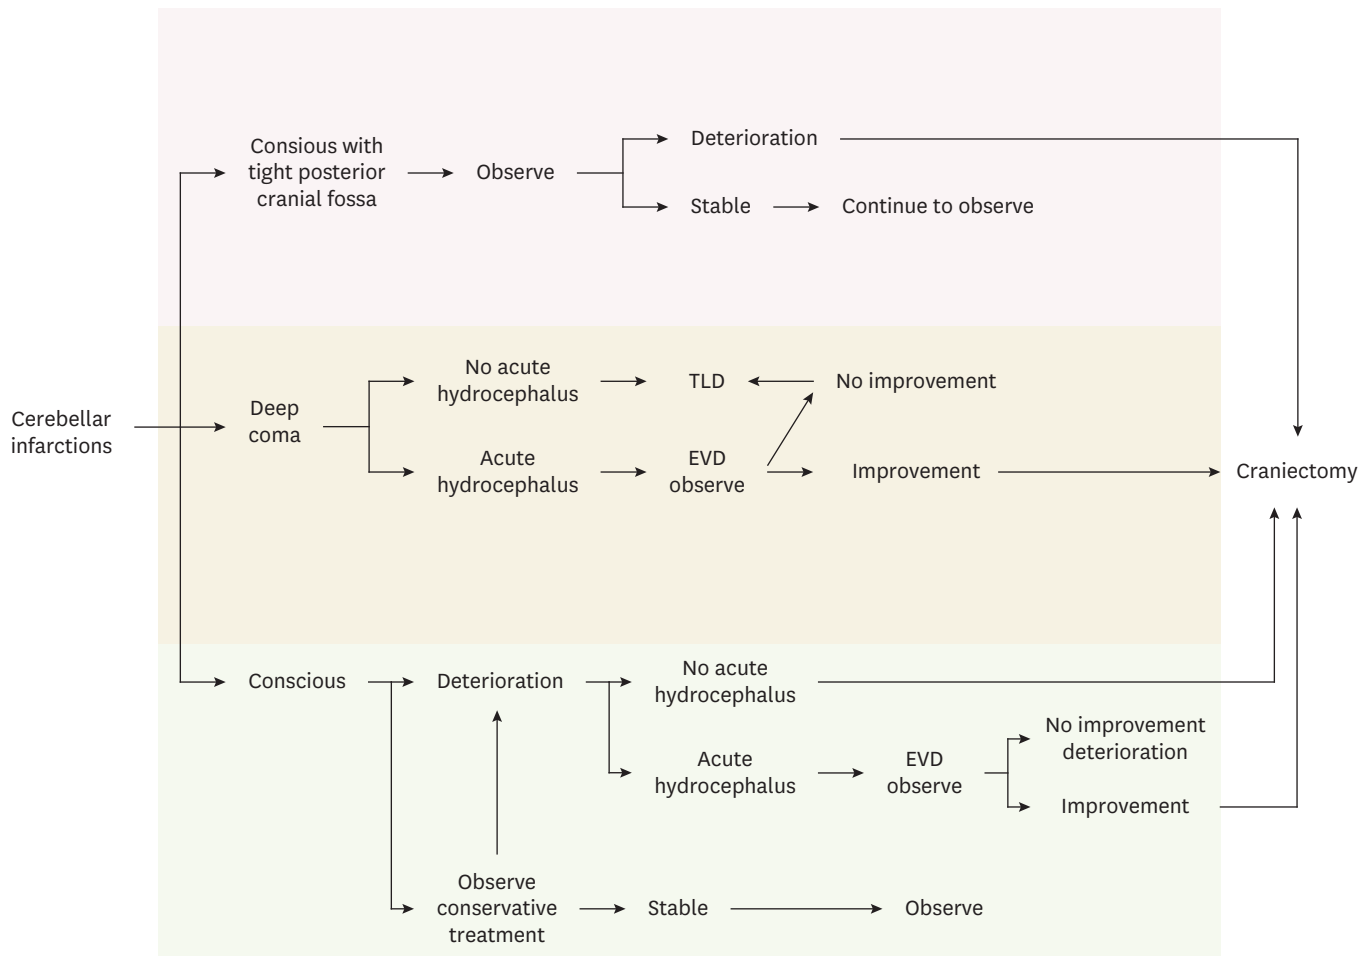 Cerebellar
infarctions
Consious with
tight posterior
cranial fossa
Observe
Deterioration
Stable
Continue to observe
Deep
coma
No acute
hydrocephalus
TLD
No improvement
Acute
hydrocephalus
EVD
observe
Improvement
Craniectomy
Conscious
Deterioration
No acute
hydrocephalus
Acute
hydrocephalus
EVD
observe
No improvement
deterioration
Improvement
Observe
conservative
treatment
Stable
Observe